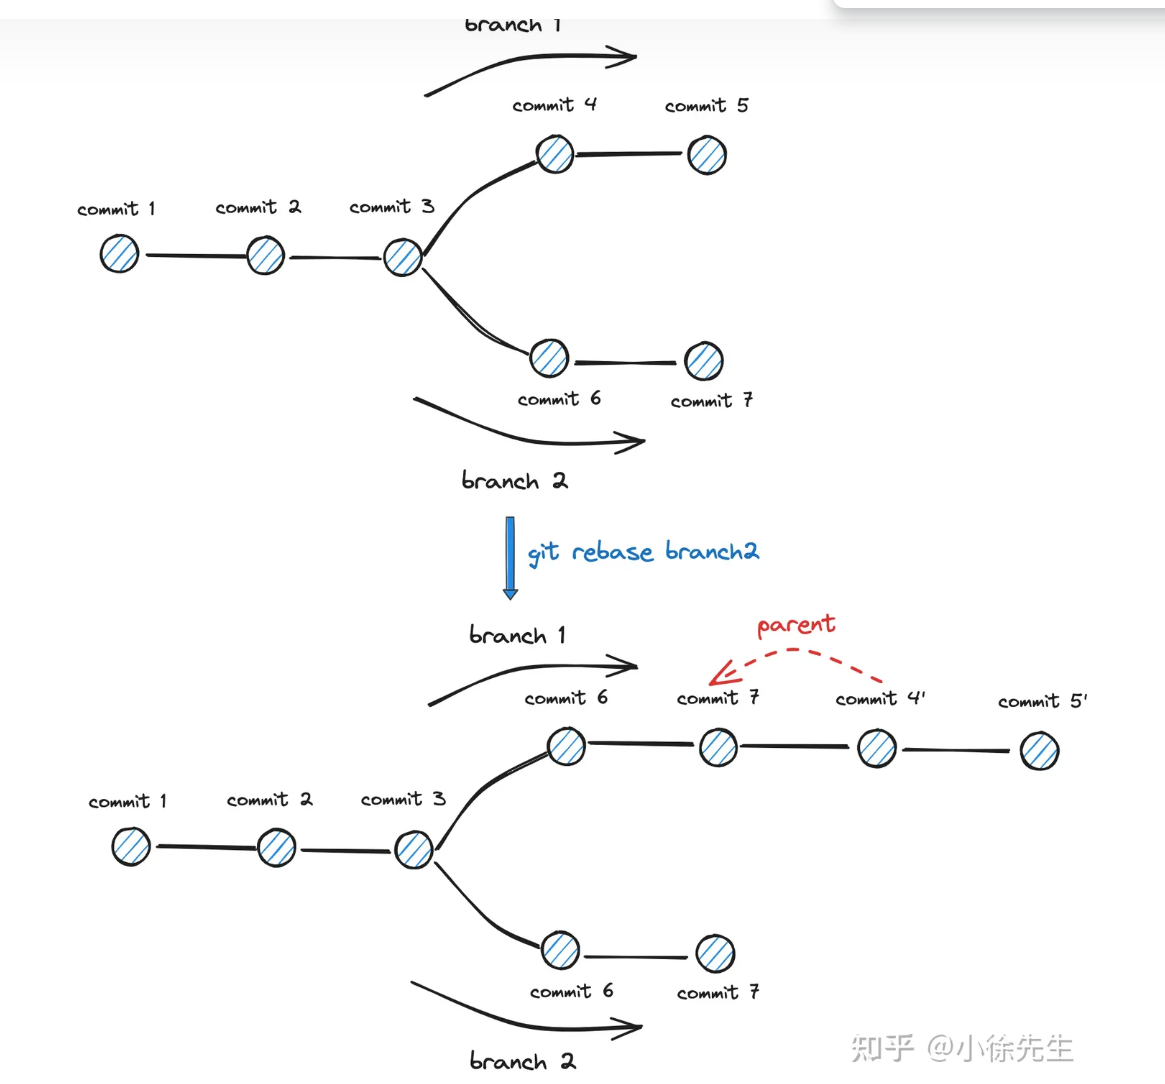 branch 1
commit 4
commit 5
commit 1
commit 2
commit 3
commit 6
commit 7
branch 2
git rebase branch2
parent
branch 1
commit 6
commit 7
commit 4'
commit 5'
commit 1
commit 2
commit 3
commit 6
commit 7
branch 2
知乎 @小徐先生